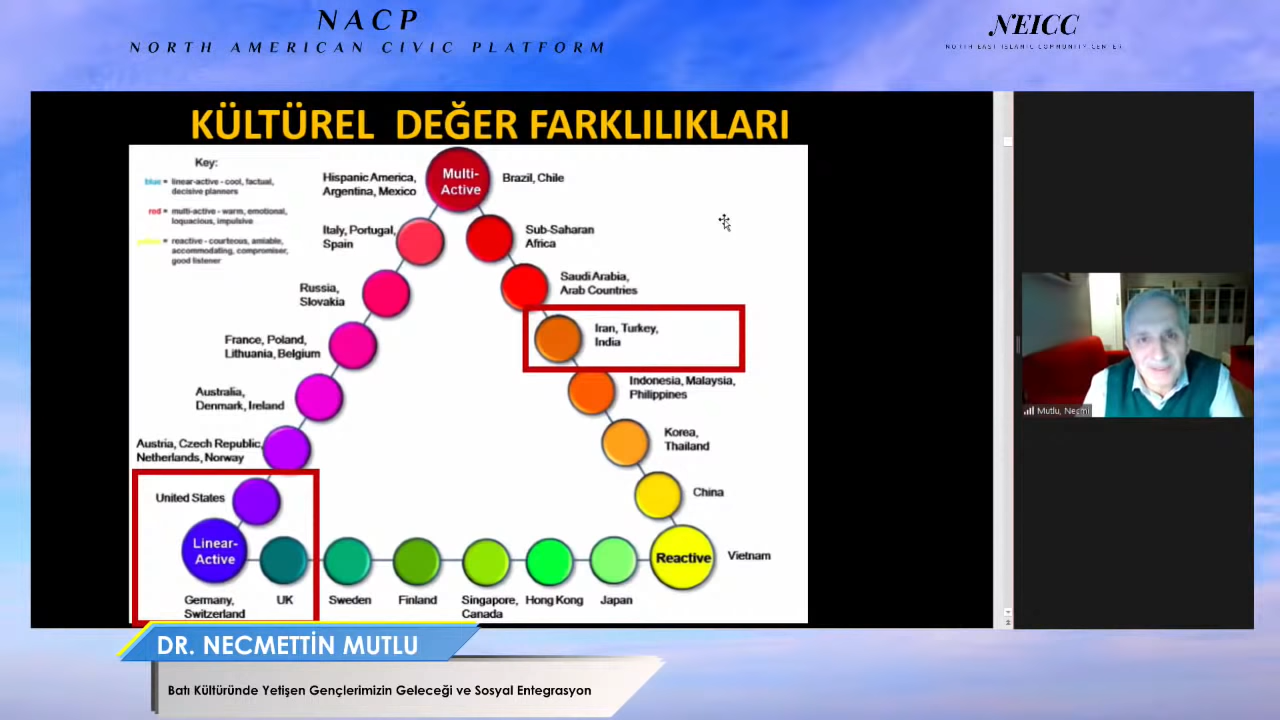 NACP
NORTH AMERICAN CIVIC PLATFORM
NEICC
NORTH EAST ISLAMIC COMMUNITY CENTER
KÜLTÜREL DEĞER FARKLILIKLARI
Key:
blue = linear-active - cool, factual,
decisive planners
red = multi-active - warm, emotional,
loquacious, impulsive
= reactive - courteous, amiable,
accommodating, compromiser,
good listener
Multi-
Active
Hispanic America,
Argentina, Mexico
Brazil, Chile
Italy, Portugal,
Spain
Sub-Saharan
Africa
Russia,
Slovakia
Saudi Arabia,
Arab Countries
France, Poland,
Lithuania, Belgium
Iran, Turkey,
India
Australia,
Denmark, Ireland
Indonesia, Malaysia,
Philippines
Austria, Czech Republic,
Netherlands, Norway
Korea,
Thailand
United States
China
Linear-
Active
Reactive
Vietnam
Germany,
Switzerland
UK
Sweden
Finland
Singapore,
Canada
Hong Kong
Japan
Mutlu, Necmi
DR. NECMETTİN MUTLU
Batı Kültüründe Yetişen Gençlerimizin Geleceği ve Sosyal Entegrasyon